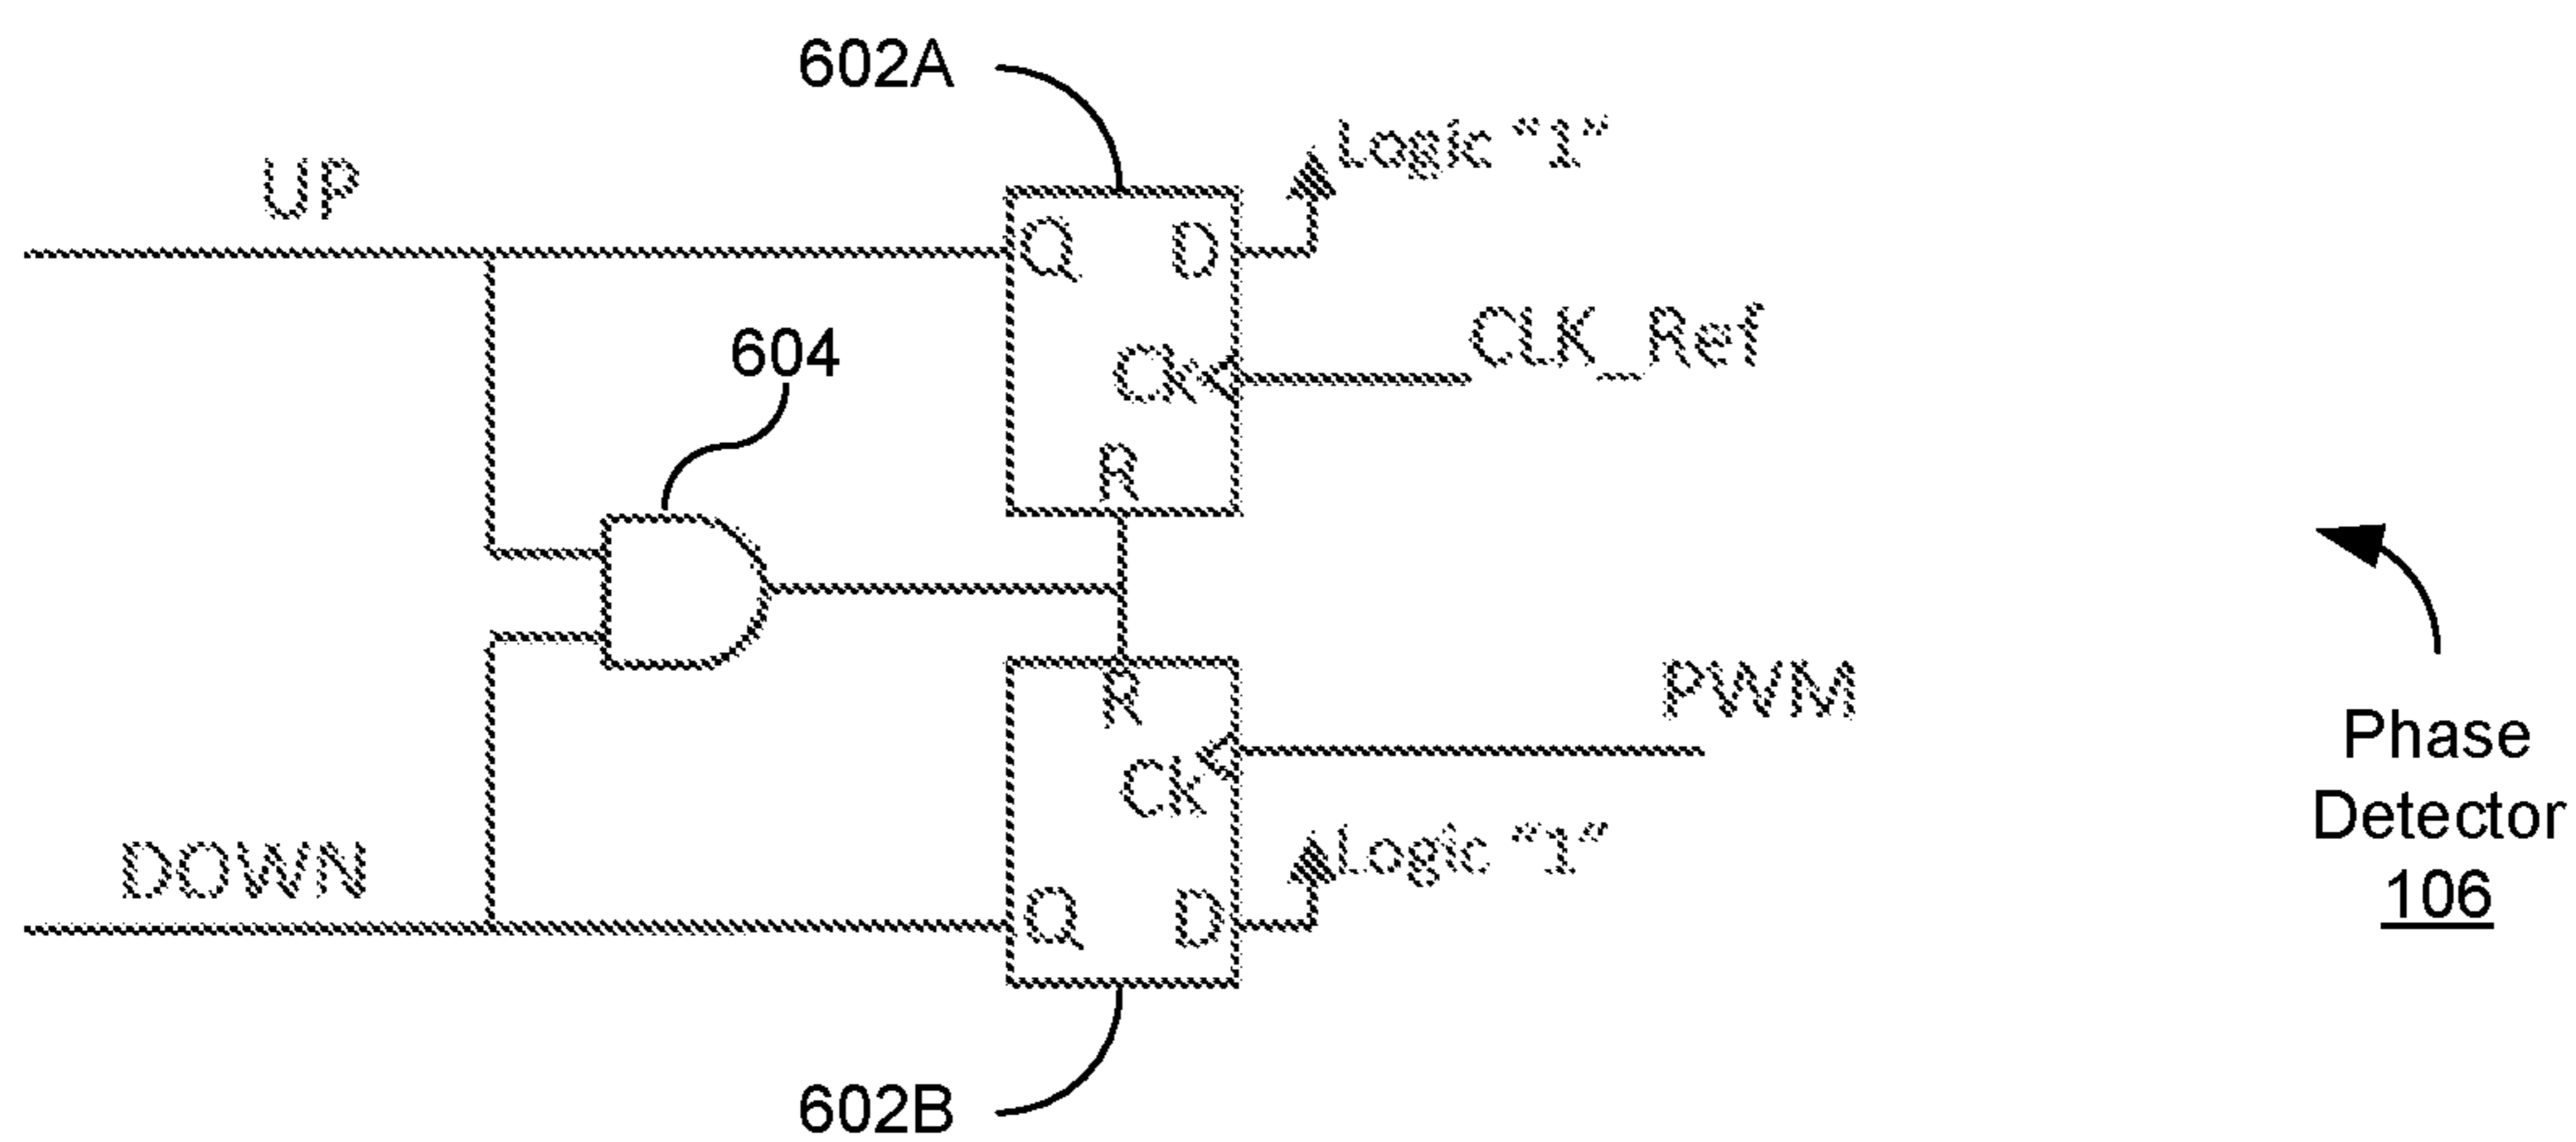 602A
Logic “1”
UP
Q D
CLK_Ref
604
Ck
R
R
PWM
Ck
Phase
Detector
106
Logic “1”
DOWN
Q D
602B